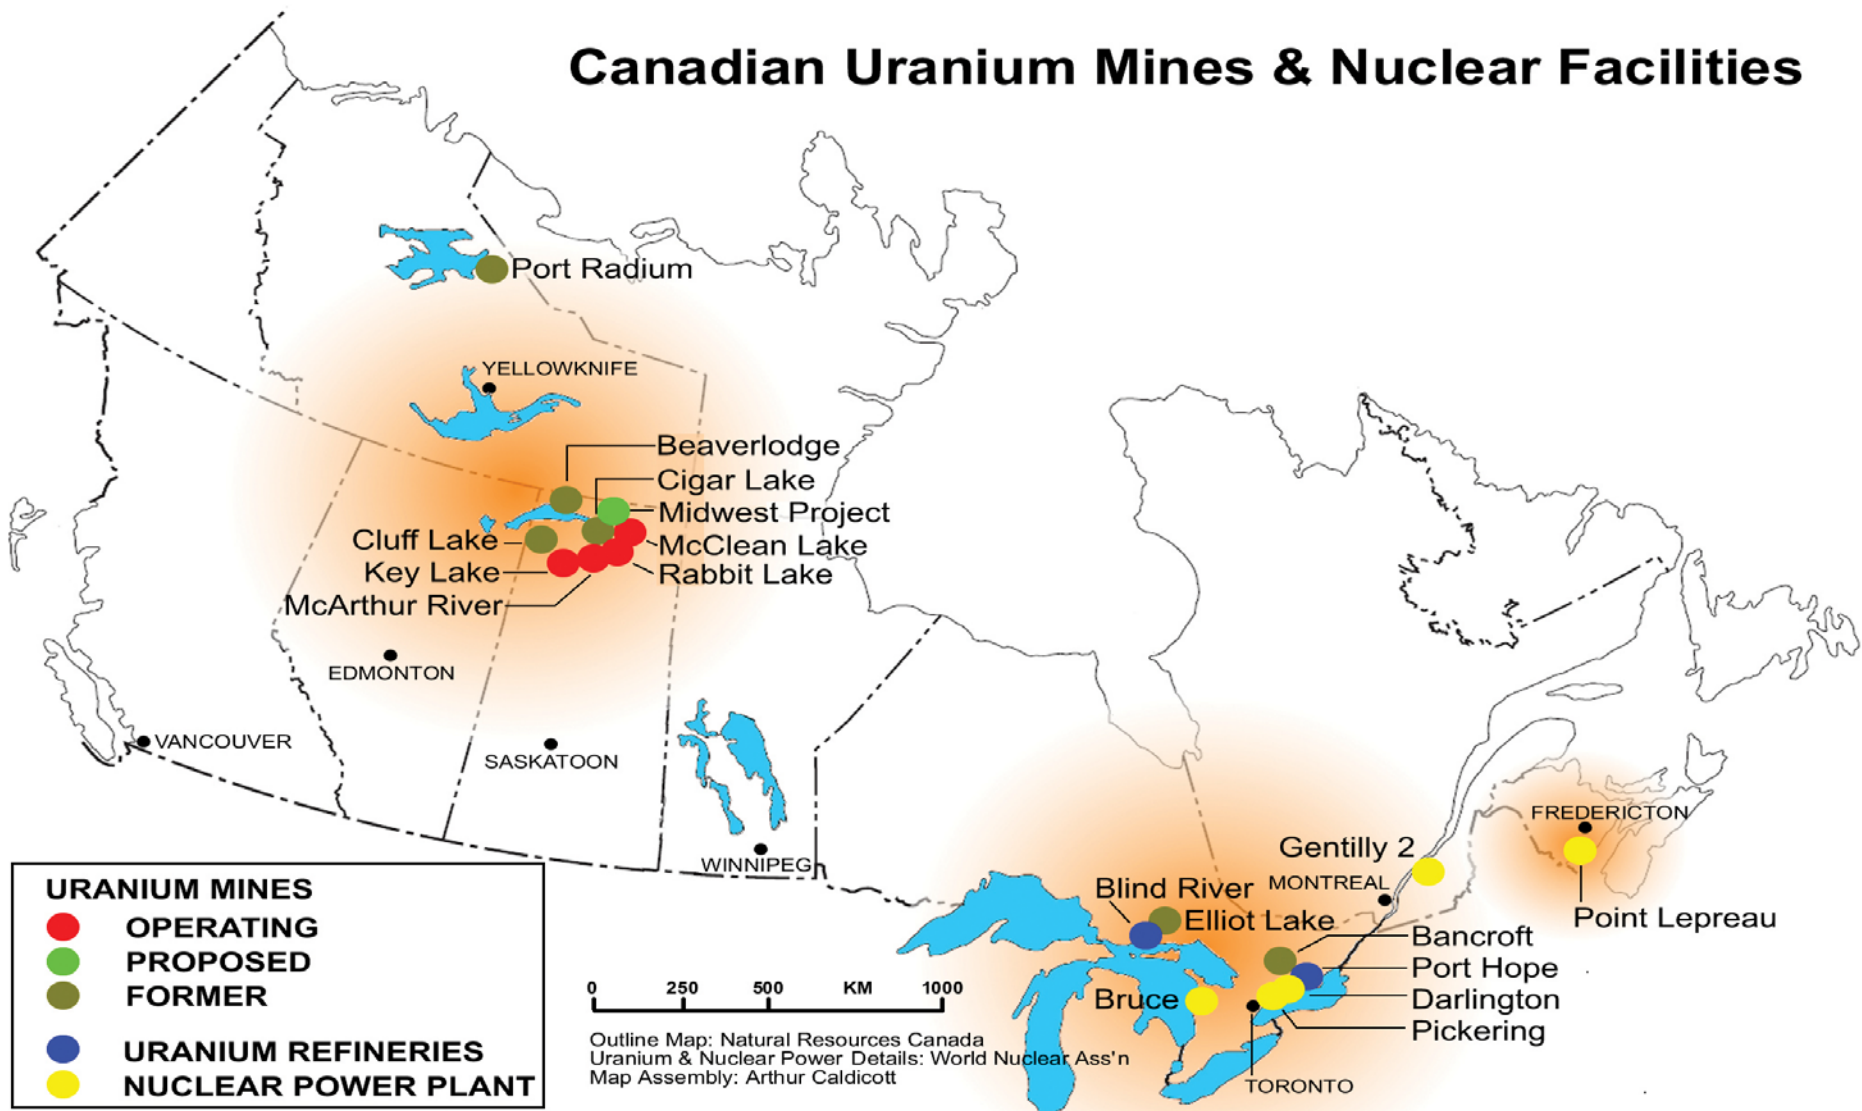 Canadian Uranium Mines & Nuclear Facilities
Port Radium
YELLOWKNIFE
Beaverlodge
Cigar Lake
Midwest Project
Cluff Lake
McClean Lake
Key Lake
Rabbit Lake
McArthur River
EDMONTON
VANCOUVER
SASKATOON
WINNIPEG
FREDERICTON
Gentilly 2
MONTREAL
Blind River
Elliot Lake
Point Lepreau
Bancroft
Port Hope
Bruce
Darlington
Pickering
TORONTO
URANIUM MINES
OPERATING
PROPOSED
FORMER
URANIUM REFINERIES
NUCLEAR POWER PLANT
0 250 500 KM 1000
Outline Map: Natural Resources Canada
Uranium & Nuclear Power Details: World Nuclear Ass'n
Map Assembly: Arthur Caldicott